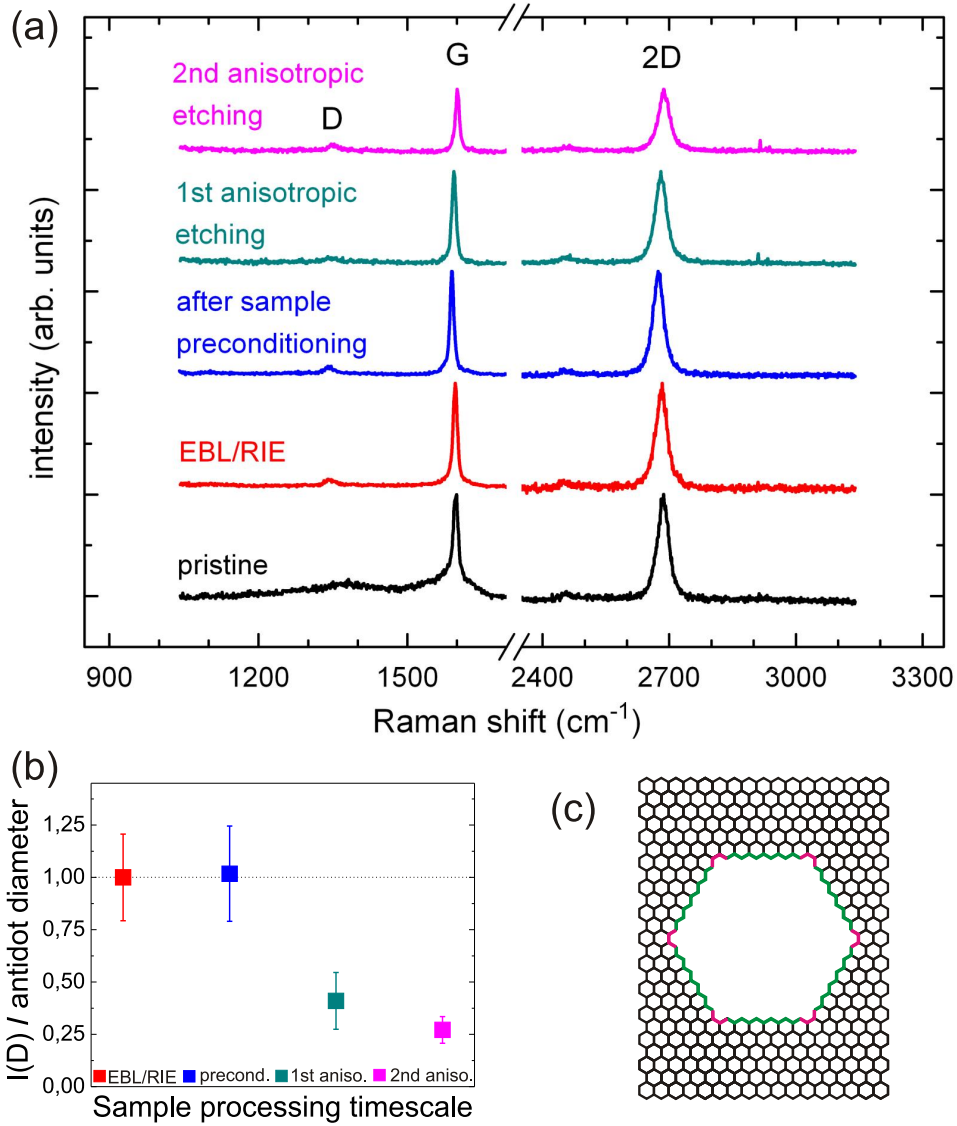 (a)
G
2D
D
2nd anisotropic
etching
1st anisotropic
etching
after sample
preconditioning
EBL/RIE
pristine
intensity (arb. units)
900 1200 1500 2400 2700 3000 3300
Raman shift (cm⁻¹)
(b)
I(D) / antidot diameter
1,25
1,00
0,75
0,50
0,25
0,00
EBL/RIE precond. 1st aniso. 2nd aniso.
Sample processing timescale
(c)